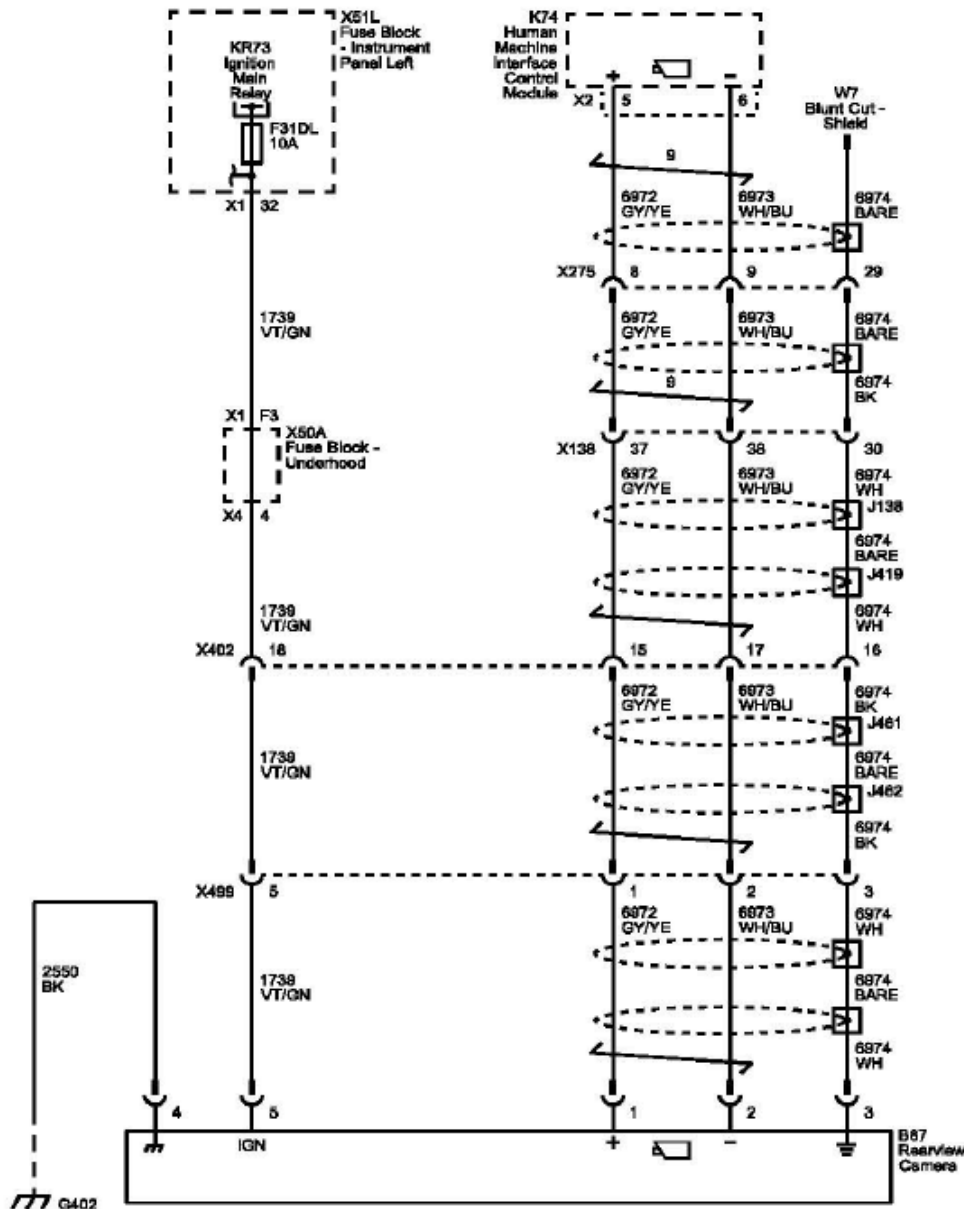 X51L
Fuse Block
- Instrument
Panel Left
KR73
Ignition
Main
Relay
F31DL
10A
X1 32
K74
Human
Machine
Interface
Control
Module
+ -
X2 5 6
W7
Blunt Cut -
Shield
9
6972
GY/YE
6973
WH/BU
6974
BARE
X275 8 9 29
1739
VT/GN
6972
GY/YE
6973
WH/BU
6974
BARE
9
6974
BK
X1 F3
X50A
Fuse Block -
Underhood
X4 4
X138 37 38 30
6972
GY/YE
6973
WH/BU
6974
WH
J138
6974
BARE
J419
6974
WH
1739
VT/GN
X402 18 15 17 16
6972
GY/YE
6973
WH/BU
6974
BK
J461
6974
BARE
J462
6974
BK
1739
VT/GN
X499 5 1 2 3
6972
GY/YE
6973
WH/BU
6974
WH
6974
BARE
6974
WH
2550
BK
1739
VT/GN
4 5 1 2 3
IGN + -
B87
Rearview
Camera
G402